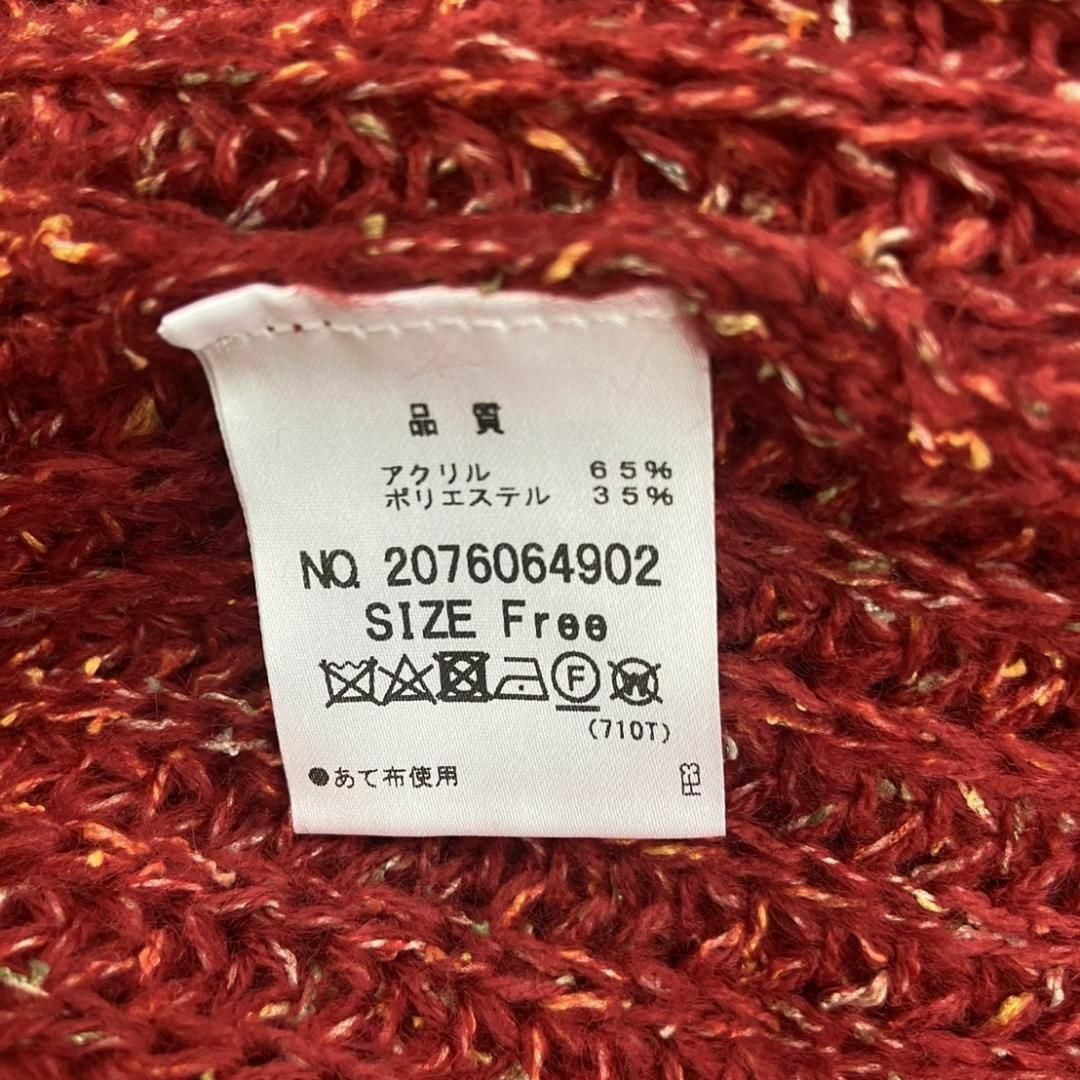 品質
アクリル 65%
ポリエステル 35%
NO. 2076064902
SIZE Free
F W
(710T)
●あて布使用